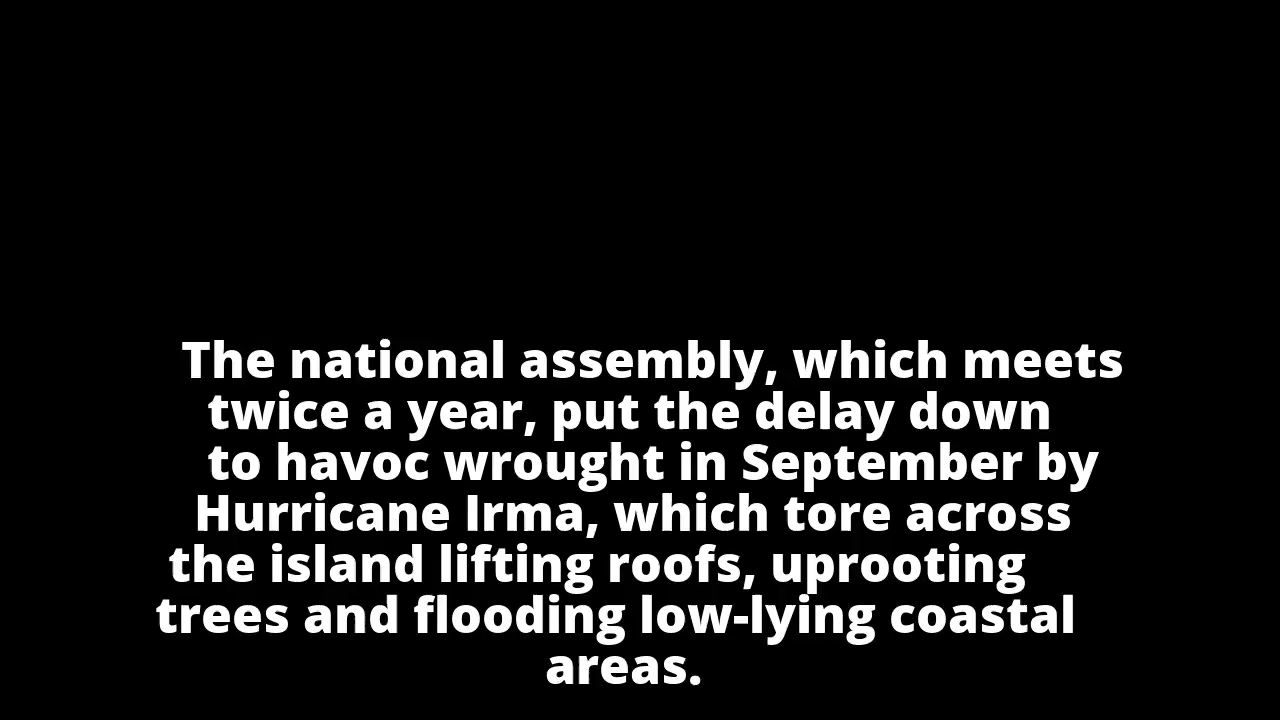 The national assembly, which meets
twice a year, put the delay down
to havoc wrought in September by
Hurricane Irma, which tore across
the island lifting roofs, uprooting
trees and flooding low-lying coastal
areas.